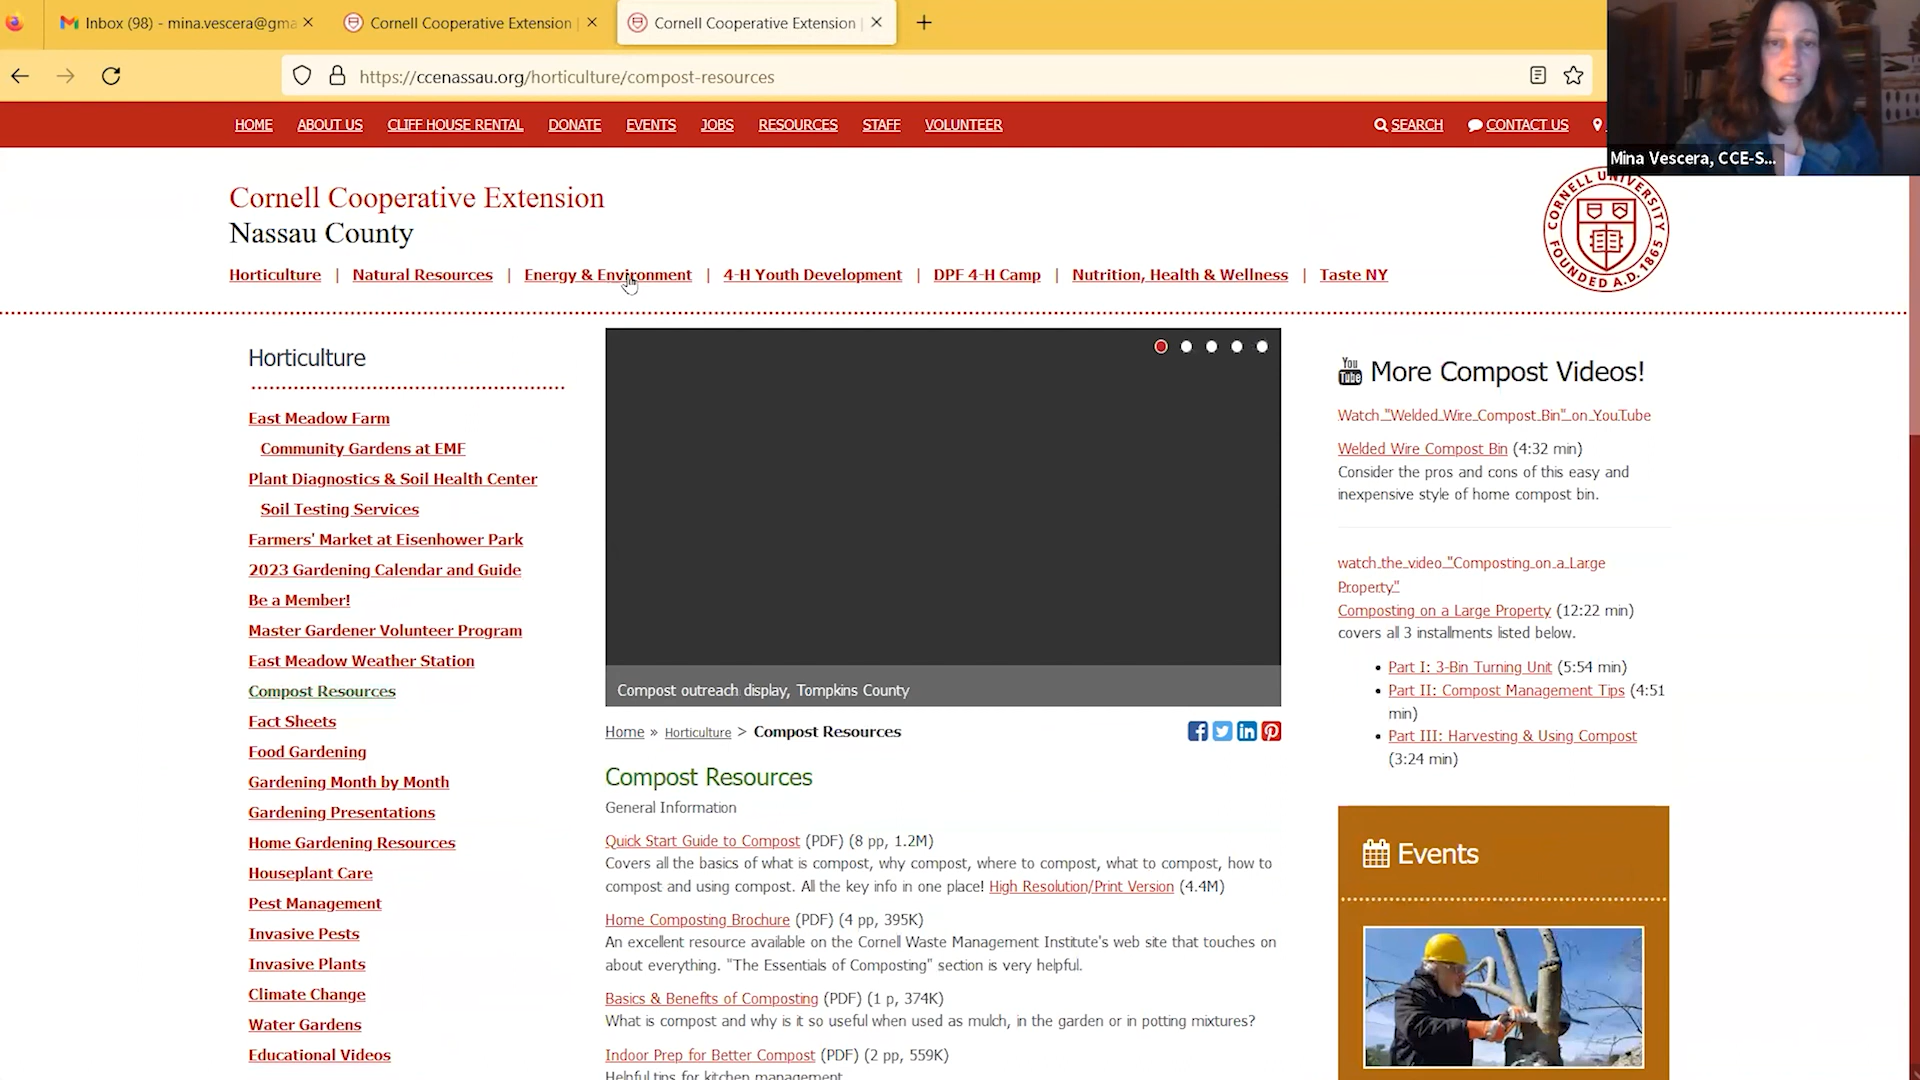 Inbox (98) - mina.vescera@gma
Cornell Cooperative Extension |
Cornell Cooperative Extension |
https://ccenassau.org/horticulture/compost-resources
HOME ABOUT US CLIFF HOUSE RENTAL DONATE EVENTS JOBS RESOURCES STAFF VOLUNTEER SEARCH CONTACT US
Mina Vescera, CCE-S...
Cornell Cooperative Extension
Nassau County
CORNELL UNIVERSITY FOUNDED A.D. 1865
Horticulture | Natural Resources | Energy & Environment | 4-H Youth Development | DPF 4-H Camp | Nutrition, Health & Wellness | Taste NY
Horticulture
East Meadow Farm
Community Gardens at EMF
Plant Diagnostics & Soil Health Center
Soil Testing Services
Farmers' Market at Eisenhower Park
2023 Gardening Calendar and Guide
Be a Member!
Master Gardener Volunteer Program
East Meadow Weather Station
Compost Resources
Fact Sheets
Food Gardening
Gardening Month by Month
Gardening Presentations
Home Gardening Resources
Houseplant Care
Pest Management
Invasive Pests
Invasive Plants
Climate Change
Water Gardens
Educational Videos
Compost outreach display, Tompkins County
Home » Horticulture > Compost Resources
Compost Resources
General Information
Quick Start Guide to Compost (PDF) (8 pp, 1.2M)
Covers all the basics of what is compost, why compost, where to compost, what to compost, how to
compost and using compost. All the key info in one place! High Resolution/Print Version (4.4M)
Home Composting Brochure (PDF) (4 pp, 395K)
An excellent resource available on the Cornell Waste Management Institute's web site that touches on
about everything. "The Essentials of Composting" section is very helpful.
Basics & Benefits of Composting (PDF) (1 p, 374K)
What is compost and why is it so useful when used as mulch, in the garden or in potting mixtures?
Indoor Prep for Better Compost (PDF) (2 pp, 559K)
Helpful tips for kitchen management
You Tube More Compost Videos!
Watch "Welded Wire Compost Bin" on YouTube
Welded Wire Compost Bin (4:32 min)
Consider the pros and cons of this easy and
inexpensive style of home compost bin.
watch the video "Composting on a Large
Property"
Composting on a Large Property (12:22 min)
covers all 3 installments listed below.
• Part I: 3-Bin Turning Unit (5:54 min)
• Part II: Compost Management Tips (4:51
min)
• Part III: Harvesting & Using Compost
(3:24 min)
Events